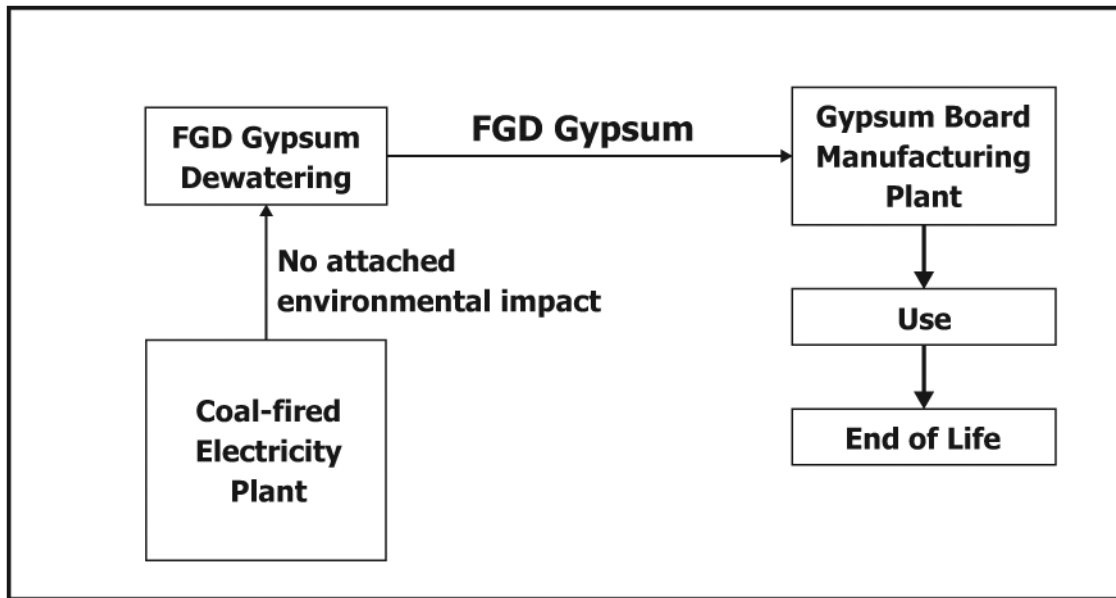 FGD Gypsum
Dewatering
FGD Gypsum
Gypsum Board
Manufacturing
Plant
No attached
environmental impact
Use
Coal-fired
Electricity
Plant
End of Life